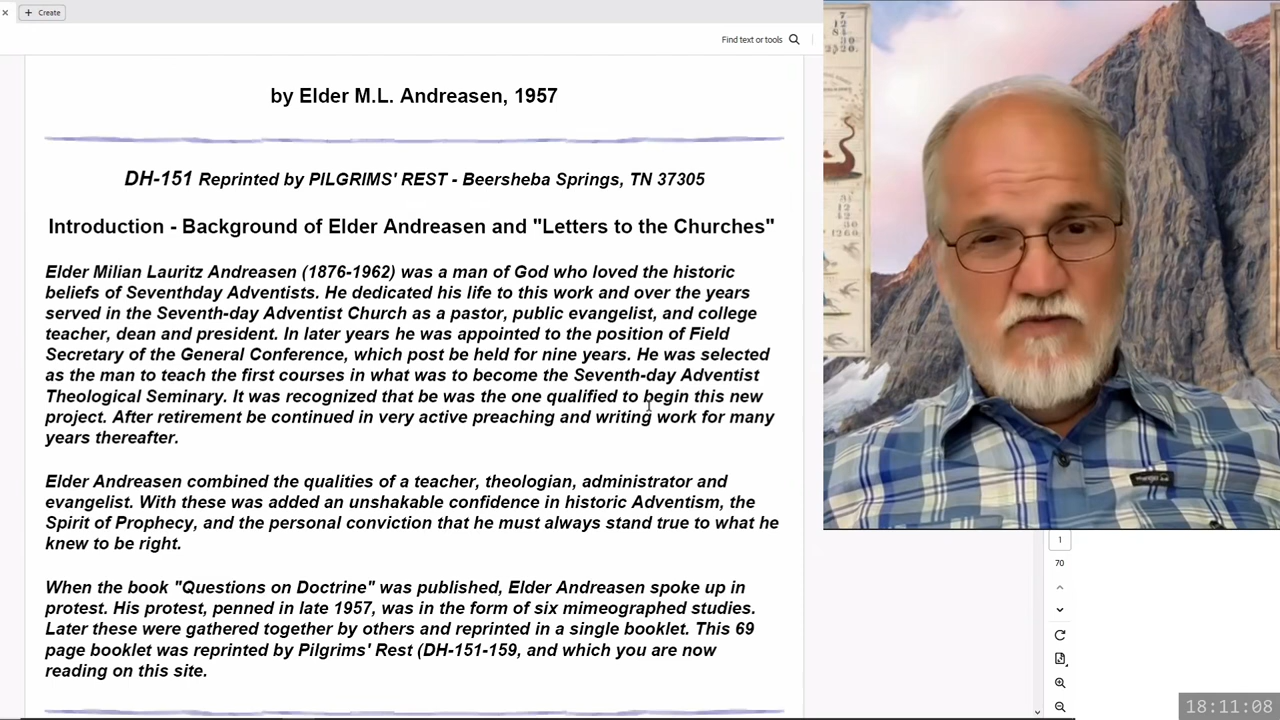 Create
Find text or tools
by Elder M.L. Andreasen, 1957
DH-151 Reprinted by PILGRIMS' REST - Beersheba Springs, TN 37305
Introduction - Background of Elder Andreasen and "Letters to the Churches"
Elder Milian Lauritz Andreasen (1876-1962) was a man of God who loved the historic
beliefs of Seventhday Adventists. He dedicated his life to this work and over the years
served in the Seventh-day Adventist Church as a pastor, public evangelist, and college
teacher, dean and president. In later years he was appointed to the position of Field
Secretary of the General Conference, which post be held for nine years. He was selected
as the man to teach the first courses in what was to become the Seventh-day Adventist
Theological Seminary. It was recognized that be was the one qualified to begin this new
project. After retirement be continued in very active preaching and writing work for many
years thereafter.
Elder Andreasen combined the qualities of a teacher, theologian, administrator and
evangelist. With these was added an unshakable confidence in historic Adventism, the
Spirit of Prophecy, and the personal conviction that he must always stand true to what he
knew to be right.
When the book "Questions on Doctrine" was published, Elder Andreasen spoke up in
protest. His protest, penned in late 1957, was in the form of six mimeographed studies.
Later these were gathered together by others and reprinted in a single booklet. This 69
page booklet was reprinted by Pilgrims' Rest (DH-151-159, and which you are now
reading on this site.
7
12
84
30
2520.
12
42
30
1260.
1
70
18:11:08